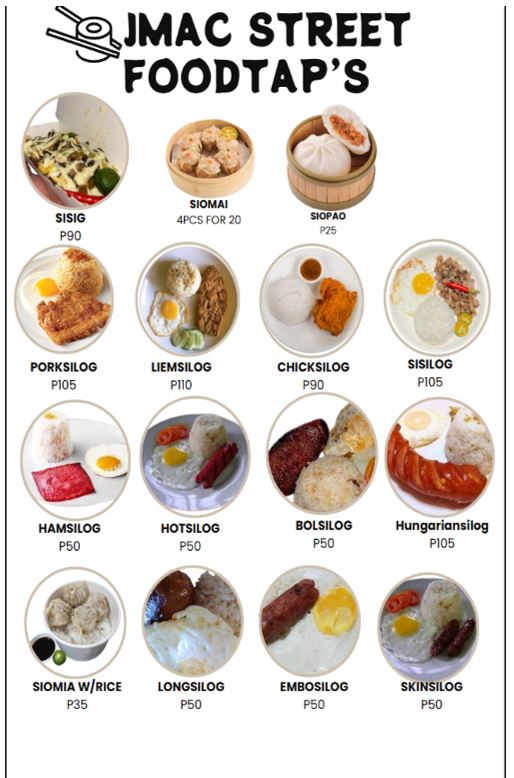 JMAC STREET
FOODTAP'S
SISIG
P90
SIOMAI
4PCS FOR 20
SIOPAO
P25
PORKSILOG
P105
LIEMSILOG
P110
CHICKSILOG
P90
SISILOG
P105
HAMSILOG
P50
HOTSILOG
P50
BOLSILOG
P50
Hungariansilog
P105
SIOMIA W/RICE
P35
LONGSILOG
P50
EMBOSILOG
P50
SKINSILOG
P50